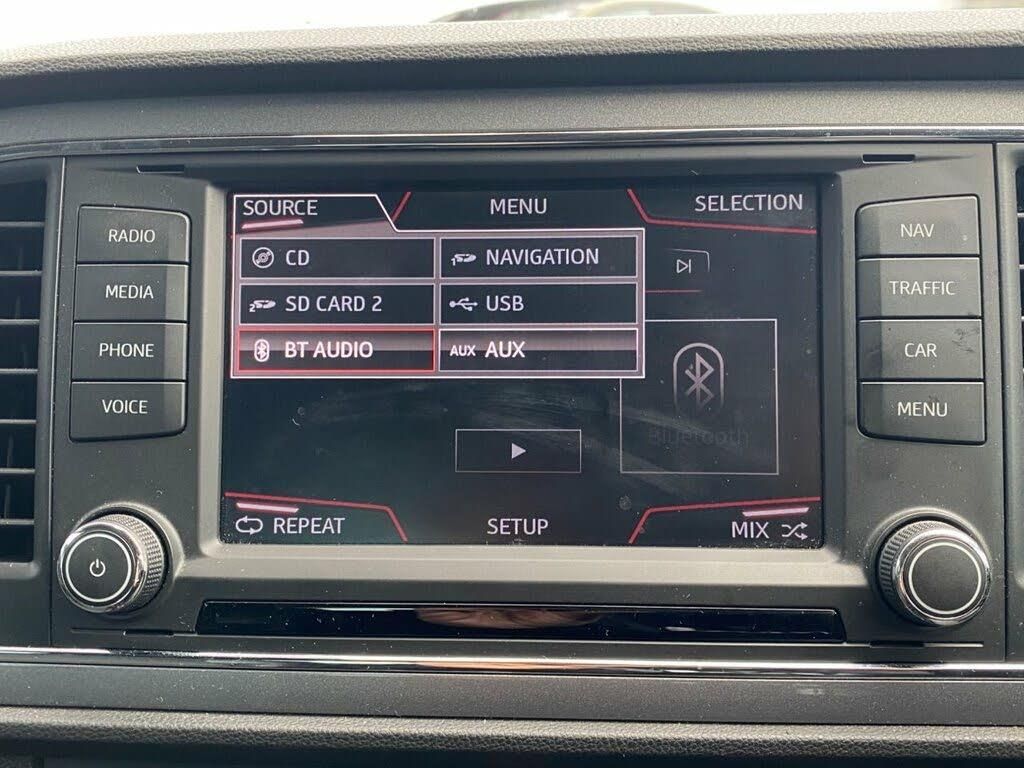 RADIO
MEDIA
PHONE
VOICE
SOURCE MENU SELECTION
CD NAVIGATION
SD CARD 2 USB
BT AUDIO AUX AUX
Bluetooth
REPEAT SETUP MIX
NAV
TRAFFIC
CAR
MENU